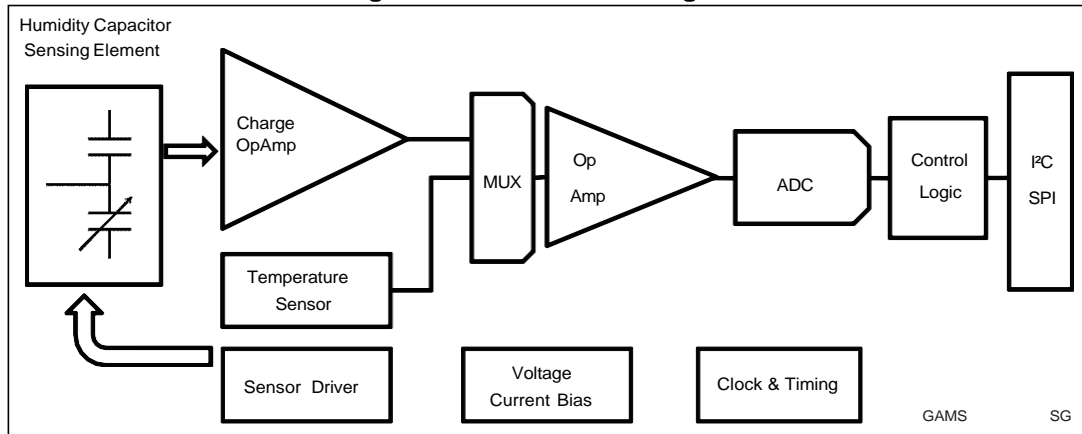 Humidity Capacitor
Sensing Element
Charge
OpAmp
MUX
Op
Amp
ADC
Control
Logic
I²C
SPI
Temperature
Sensor
Sensor Driver
Voltage
Current Bias
Clock & Timing
GAMS
SG